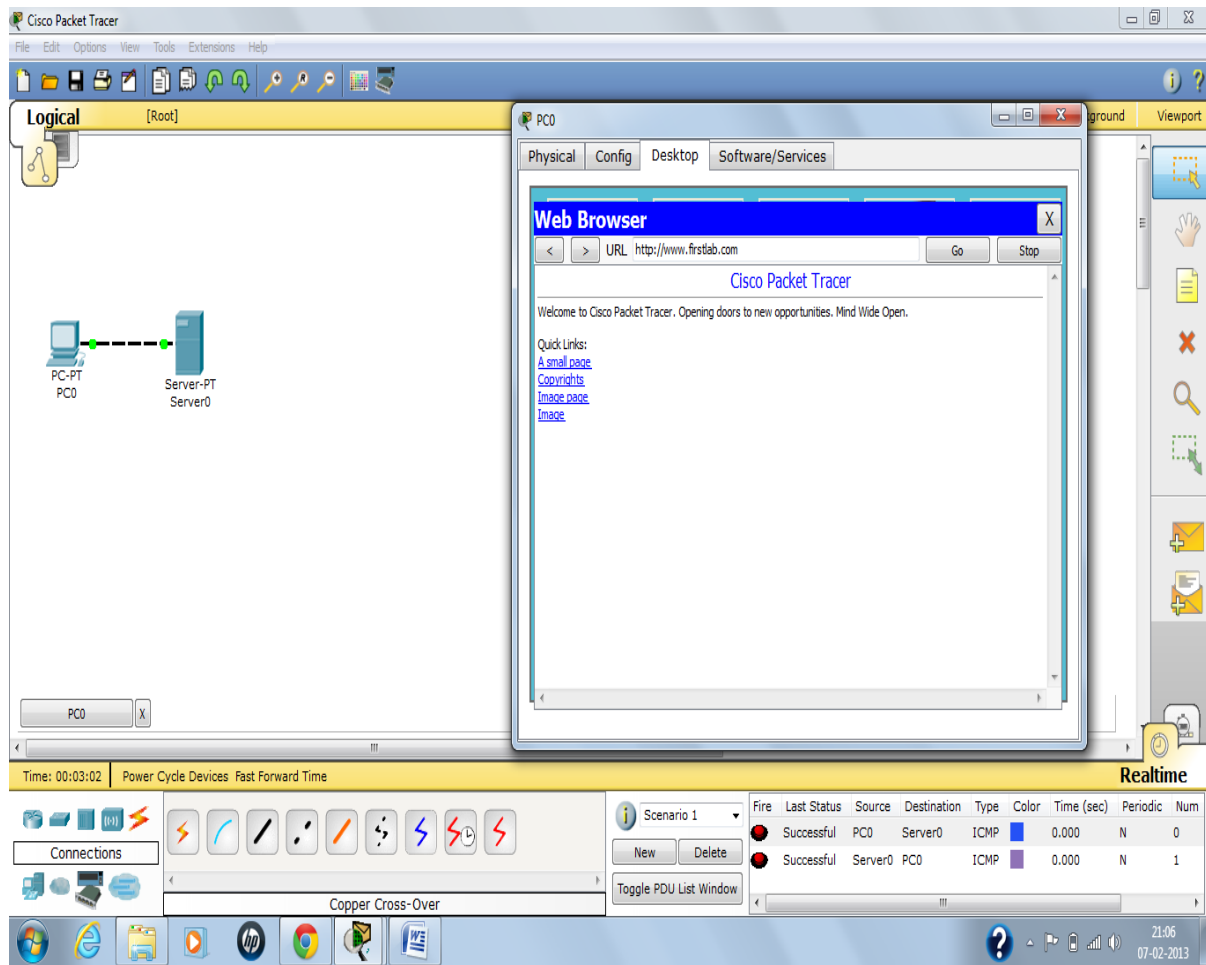 Cisco Packet Tracer
File Edit Options View Tools Extensions Help
Logical [Root] Viewport
PC0
Physical Config Desktop Software/Services
Web Browser X
< > URL http://www.firstlab.com Go Stop
Cisco Packet Tracer
Welcome to Cisco Packet Tracer. Opening doors to new opportunities. Mind Wide Open.
Quick Links:
A small page
Copyrights
Image page
Image
PC-PT
PC0
Server-PT
Server0
PC0 X
Time: 00:03:02 Power Cycle Devices Fast Forward Time Realtime
Connections
Copper Cross-Over
Scenario 1
New Delete
Toggle PDU List Window
Fire Last Status Source Destination Type Color Time (sec) Periodic Num
Successful PC0 Server0 ICMP 0.000 N 0
Successful Server0 PC0 ICMP 0.000 N 1
21:06
07-02-2013